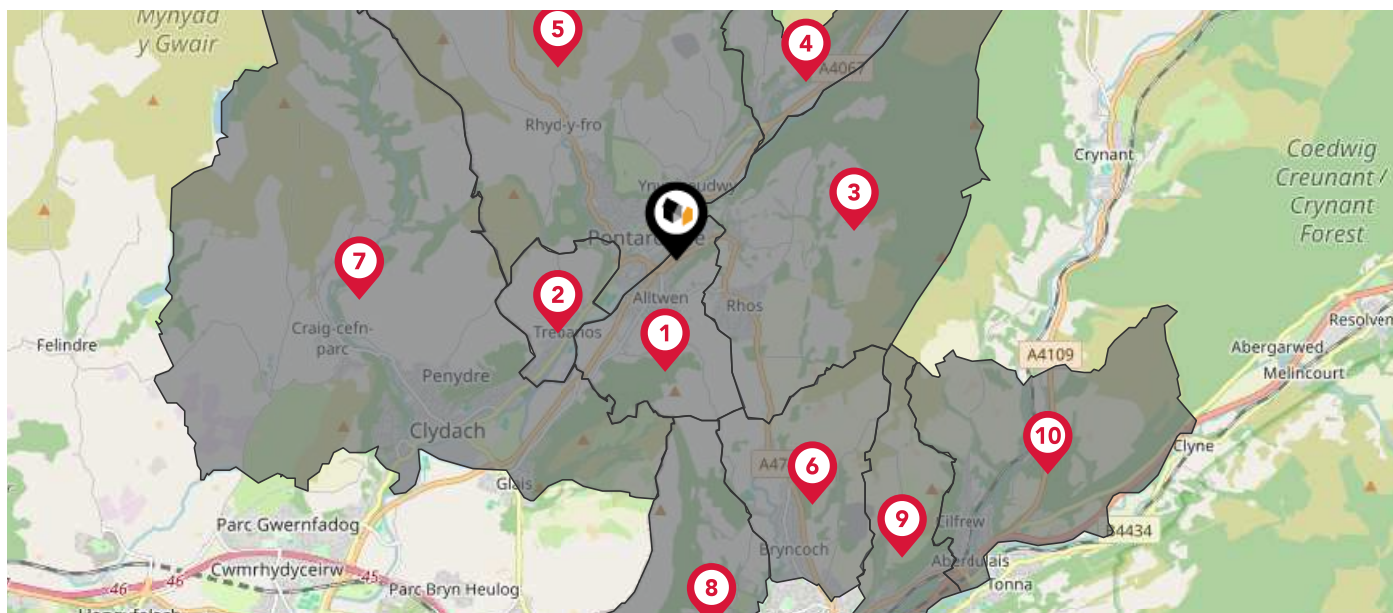 Mynydd
y Gwair
5
4
A4067
Rhyd-y-fro
Crynant
Coedwig
Creunant /
Crynant
Forest
3
7
2
Alltwen
Rhos
1
Craig-cefn-
parc
Trebanos
Felindre
Resolven
Abergarwed
Melincourt
A4109
Penydre
Clydach
10
Clyne
6
Glais
9
Parc Gwernfadog
Cilfrew
B4434
Bryncoch
Aberdulais
Cwmrhydyceirw
46
46
45
Parc Bryn Heulog
Tonna
8